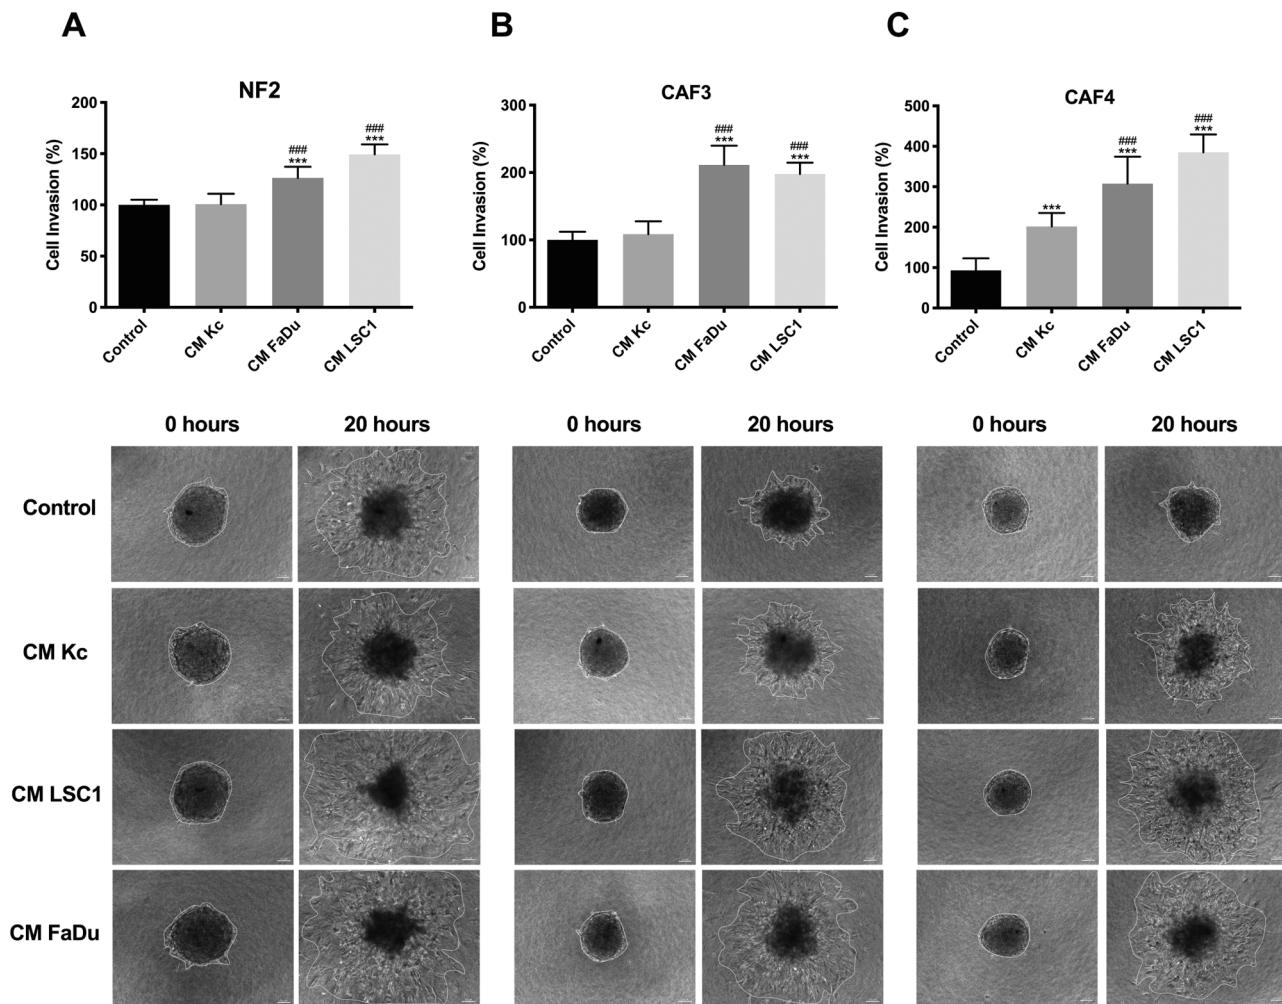 A
B
C
NF2
CAF3
CAF4
Cell Invasion (%)
200
150
100
50
0
###
***
###
***
Control
CM Kc
CM FaDu
CM LSC1
Cell Invasion (%)
300
200
100
0
###
***
###
***
Control
CM Kc
CM FaDu
CM LSC1
Cell Invasion (%)
500
400
300
200
100
0
***
###
***
###
***
Control
CM Kc
CM FaDu
CM LSC1
0 hours
20 hours
0 hours
20 hours
0 hours
20 hours
Control
CM Kc
CM LSC1
CM FaDu